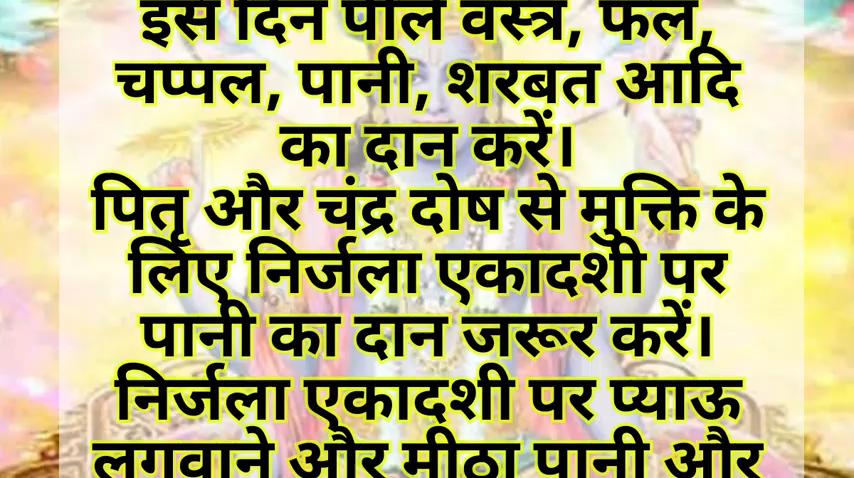 इस दिन पीले वस्त्र, फल,
चप्पल, पानी, शरबत आदि
का दान करें।
पितृ और चंद्र दोष से मुक्ति के
लिए निर्जला एकादशी पर
पानी का दान जरूर करें।
निर्जला एकादशी पर प्याऊ
लगवाने और मीठा पानी और